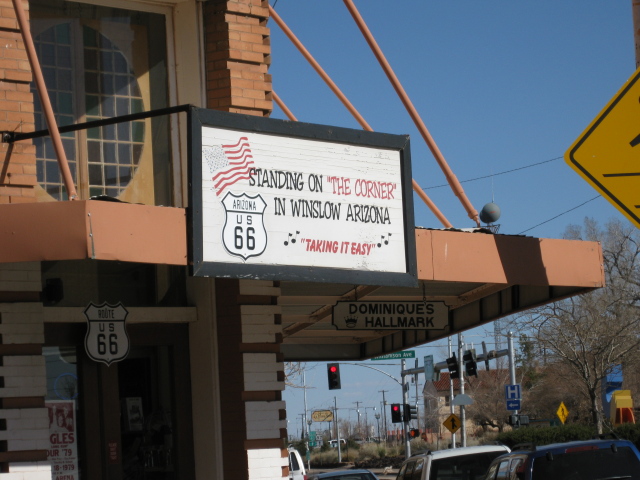 STANDING ON "THE CORNER"
IN WINSLOW ARIZONA
"TAKING IT EASY"
ARIZONA
US
66
ROUTE
US
66
DOMINIQUE'S
HALLMARK
H